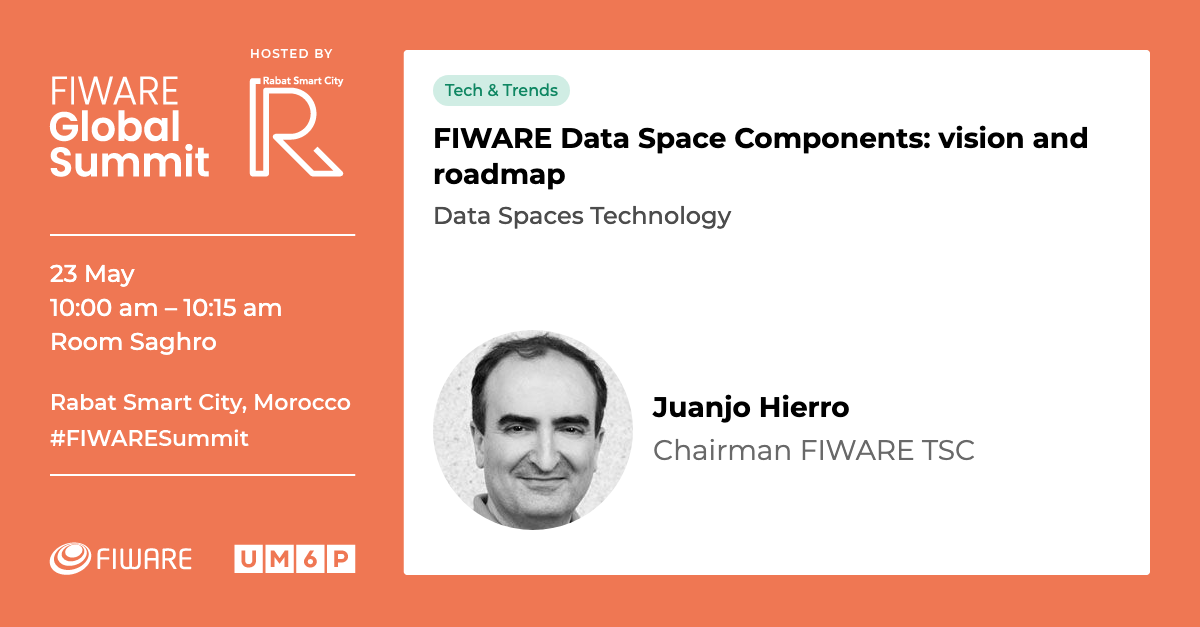 HOSTED BY
FIWARE
Global
Summit
Rabat Smart City
R
23 May
10:00 am – 10:15 am
Room Saghro
Rabat Smart City, Morocco
#FIWARESummit
FIWARE
UM6P
Tech & Trends
FIWARE Data Space Components: vision and
roadmap
Data Spaces Technology
Juanjo Hierro
Chairman FIWARE TSC